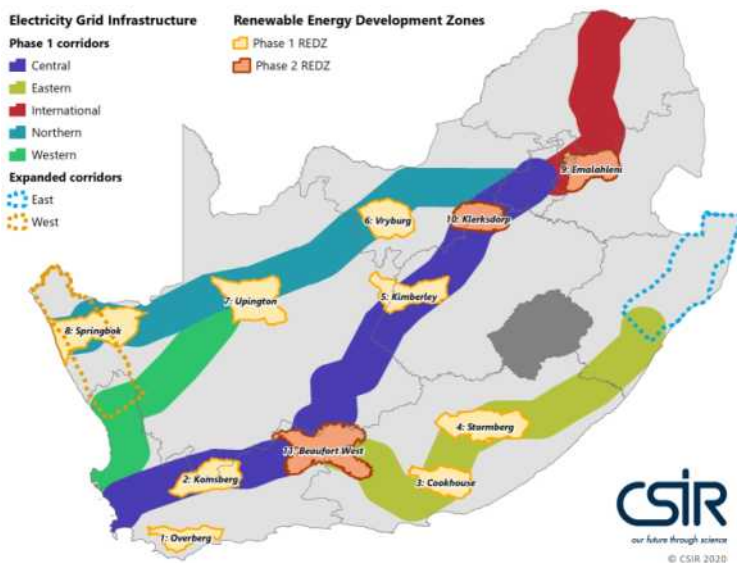 Electricity Grid Infrastructure
Phase 1 corridors
Central
Eastern
International
Northern
Western
Expanded corridors
East
West
Renewable Energy Development Zones
Phase 1 REDZ
Phase 2 REDZ
9: Emalahleni
10: Klerksdorp
6: Vryburg
7: Upington
5: Kimberley
8: Springbok
4: Stormberg
11: Beaufort West
2: Komsberg
3: Cookhouse
1: Overberg
CSIR
our future through science
© CSIR 2020